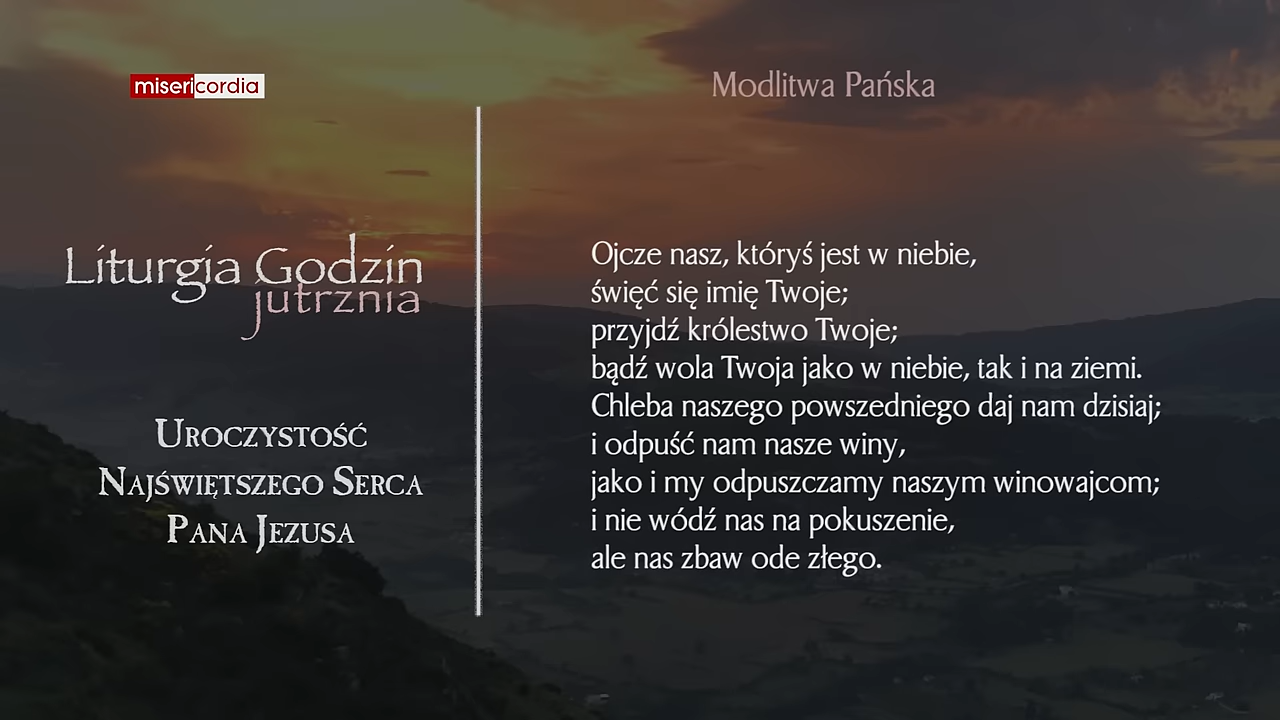 misericordia
Liturgia Godzin
jutrznia
Uroczystość
Najświętszego Serca
Pana Jezusa
Modlitwa Pańska
Ojcze nasz, któryś jest w niebie,
święć się imię Twoje;
przyjdź królestwo Twoje;
bądź wola Twoja jako w niebie, tak i na ziemi.
Chleba naszego powszedniego daj nam dzisiaj;
i odpuść nam nasze winy,
jako i my odpuszczamy naszym winowajcom;
i nie wódź nas na pokuszenie,
ale nas zbaw ode złego.